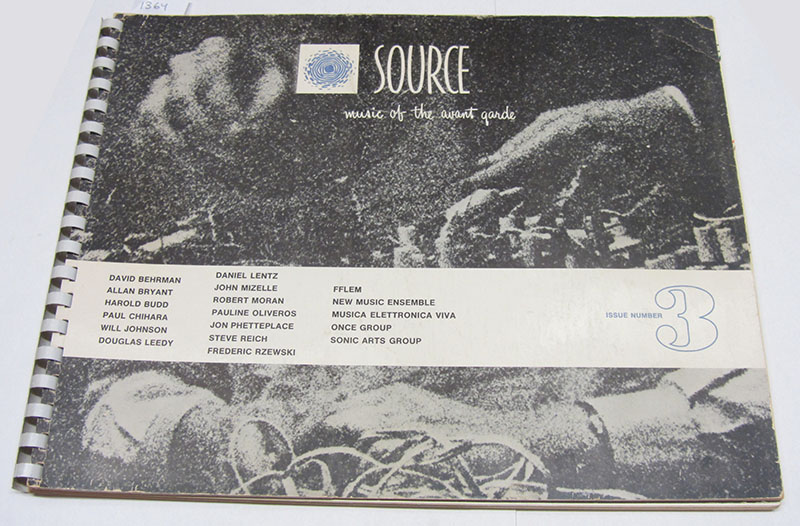 1364
SOURCE
music of the avant garde
DAVID BEHRMAN
ALLAN BRYANT
HAROLD BUDD
PAUL CHIHARA
WILL JOHNSON
DOUGLAS LEEDY
DANIEL LENTZ
JOHN MIZELLE
ROBERT MORAN
PAULINE OLIVEROS
JON PHETTEPLACE
STEVE REICH
FREDERIC RZEWSKI
FFLEM
NEW MUSIC ENSEMBLE
MUSICA ELETTRONICA VIVA
ONCE GROUP
SONIC ARTS GROUP
ISSUE NUMBER 3